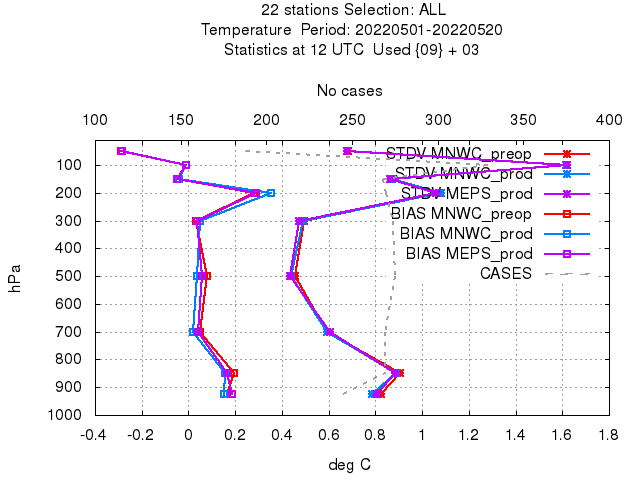 22 stations Selection: ALL
Temperature  Period: 20220501-20220520
Statistics at 12 UTC  Used {09} + 03
No cases
100 150 200 250 300 350 400
STDV MNWC_preop
100
STDV MNWC_prod
200
STDV MEPS_prod
BIAS MNWC_preop
300
BIAS MNWC_prod
400
BIAS MEPS_prod
CASES
500
hPa
600
700
800
900
1000
-0.4 -0.2 0 0.2 0.4 0.6 0.8 1 1.2 1.4 1.6 1.8
deg C